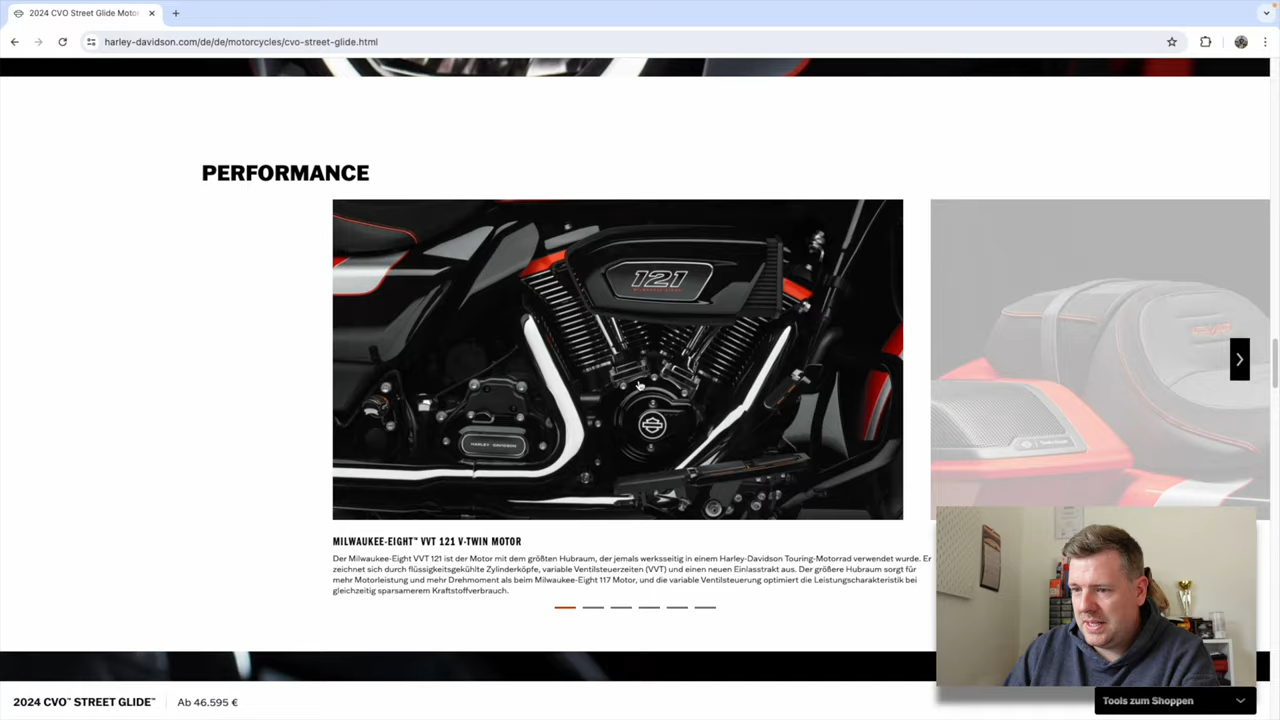 2024 CVO Street Glide Motor
harley-davidson.com/de/de/motorcycles/cvo-street-glide.html
PERFORMANCE
121
HARLEY-DAVIDSON
MILWAUKEE-EIGHT™ VVT 121 V-TWIN MOTOR
Der Milwaukee-Eight VVT 121 ist der Motor mit dem größten Hubraum, der jemals werksseitig in einem Harley-Davidson Touring-Motorrad verwendet wurde. Er
zeichnet sich durch flüssigkeitsgekühlte Zylinderköpfe, variable Ventilsteuerzeiten (VVT) und einen neuen Einlasstrakt aus. Der größere Hubraum sorgt für
mehr Motorleistung und mehr Drehmoment als beim Milwaukee-Eight 117 Motor, und die variable Ventilsteuerung optimiert die Leistungscharakteristik bei
gleichzeitig sparsamerem Kraftstoffverbrauch.
2024 CVO™ STREET GLIDE™
Ab 46.595 €
Tools zum Shoppen